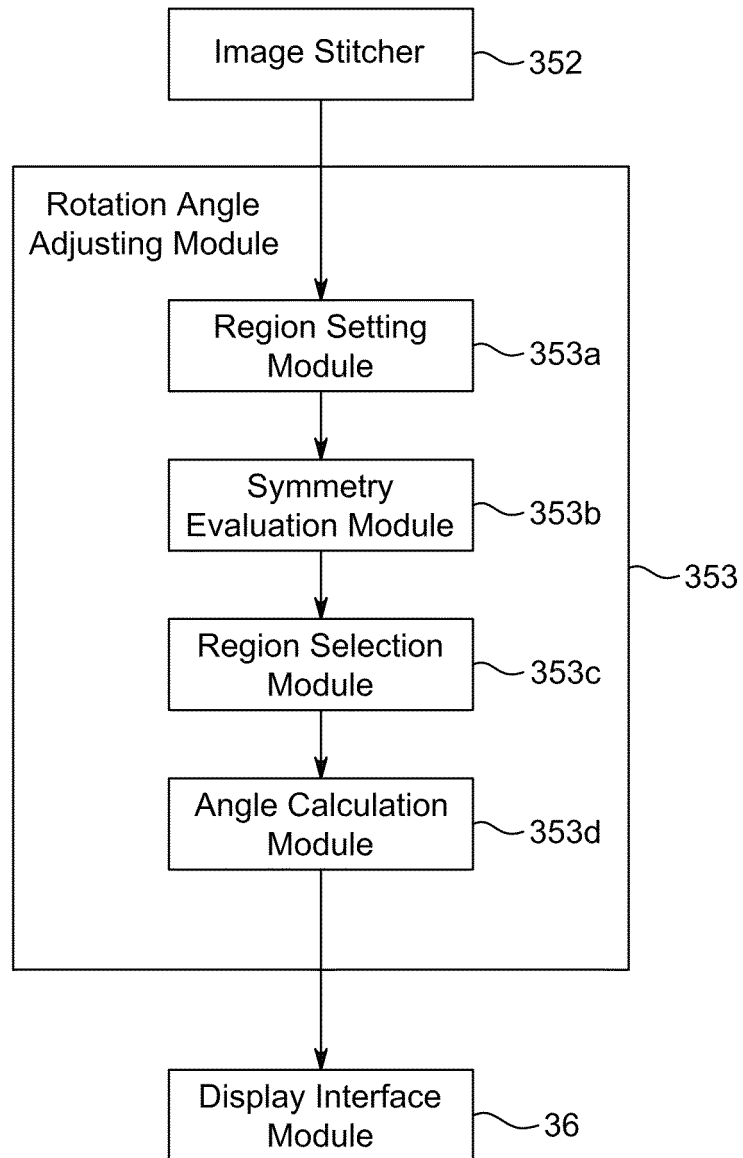 Image Stitcher
352
Rotation Angle
Adjusting Module
Region Setting
Module
353a
Symmetry
Evaluation Module
353b
353
Region Selection
Module
353c
Angle Calculation
Module
353d
Display Interface
Module
36